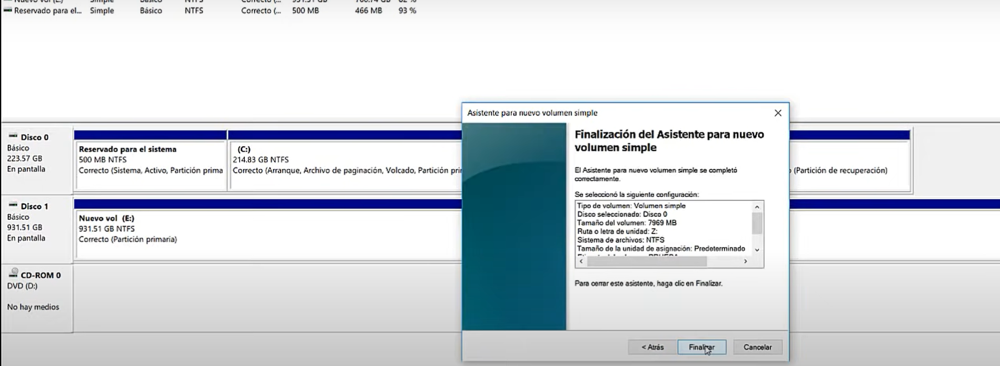 Nuevo vol (E:) Simple Básico NTFS Correcto (... 931.51 GB
Reservado para el... Simple Básico NTFS Correcto (... 500 MB 466 MB 93 %
Asistente para nuevo volumen simple
Finalización del Asistente para nuevo
volumen simple
El Asistente para nuevo volumen simple se completó
correctamente.
Se seleccionó la siguiente configuración:
Tipo de volumen: Volumen simple
Disco seleccionado: Disco 0
Tamaño del volumen: 7969 MB
Ruta o letra de unidad: Z:
Sistema de archivos: NTFS
Tamaño de la unidad de asignación: Predeterminado
Para cerrar este asistente, haga clic en Finalizar.
< Atrás
Finalizar
Cancelar
Disco 0
Básico
223.57 GB
En pantalla
Reservado para el sistema
500 MB NTFS
Correcto (Sistema, Activo, Partición prima
(C:)
214.83 GB NTFS
Correcto (Arranque, Archivo de paginación, Volcado, Partición pri
(Partición de recuperación)
Disco 1
Básico
931.51 GB
En pantalla
Nuevo vol (E:)
931.51 GB NTFS
Correcto (Partición primaria)
CD-ROM 0
DVD (D:)
No hay medios